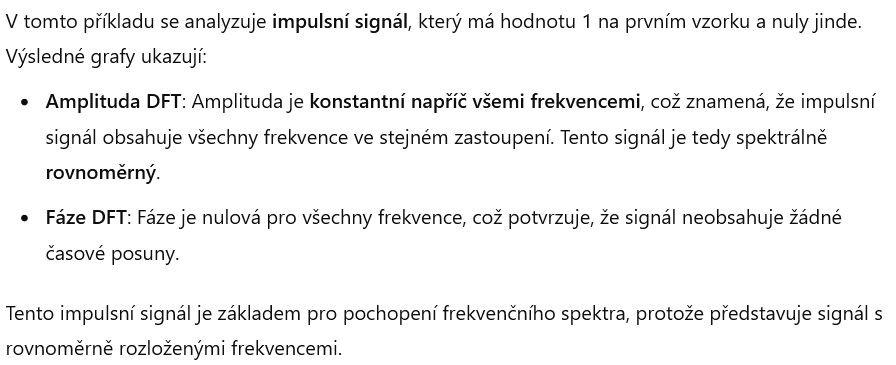 V tomto příkladu se analyzuje impulsní signál, který má hodnotu 1 na prvním vzorku a nuly jinde.
Výsledné grafy ukazují:
• Amplituda DFT: Amplituda je konstantní napříč všemi frekvencemi, což znamená, že impulsní
signál obsahuje všechny frekvence ve stejném zastoupení. Tento signál je tedy spektrálně
rovnoměrný.
• Fáze DFT: Fáze je nulová pro všechny frekvence, což potvrzuje, že signál neobsahuje žádné
časové posuny.
Tento impulsní signál je základem pro pochopení frekvenčního spektra, protože představuje signál s
rovnoměrně rozloženými frekvencemi.